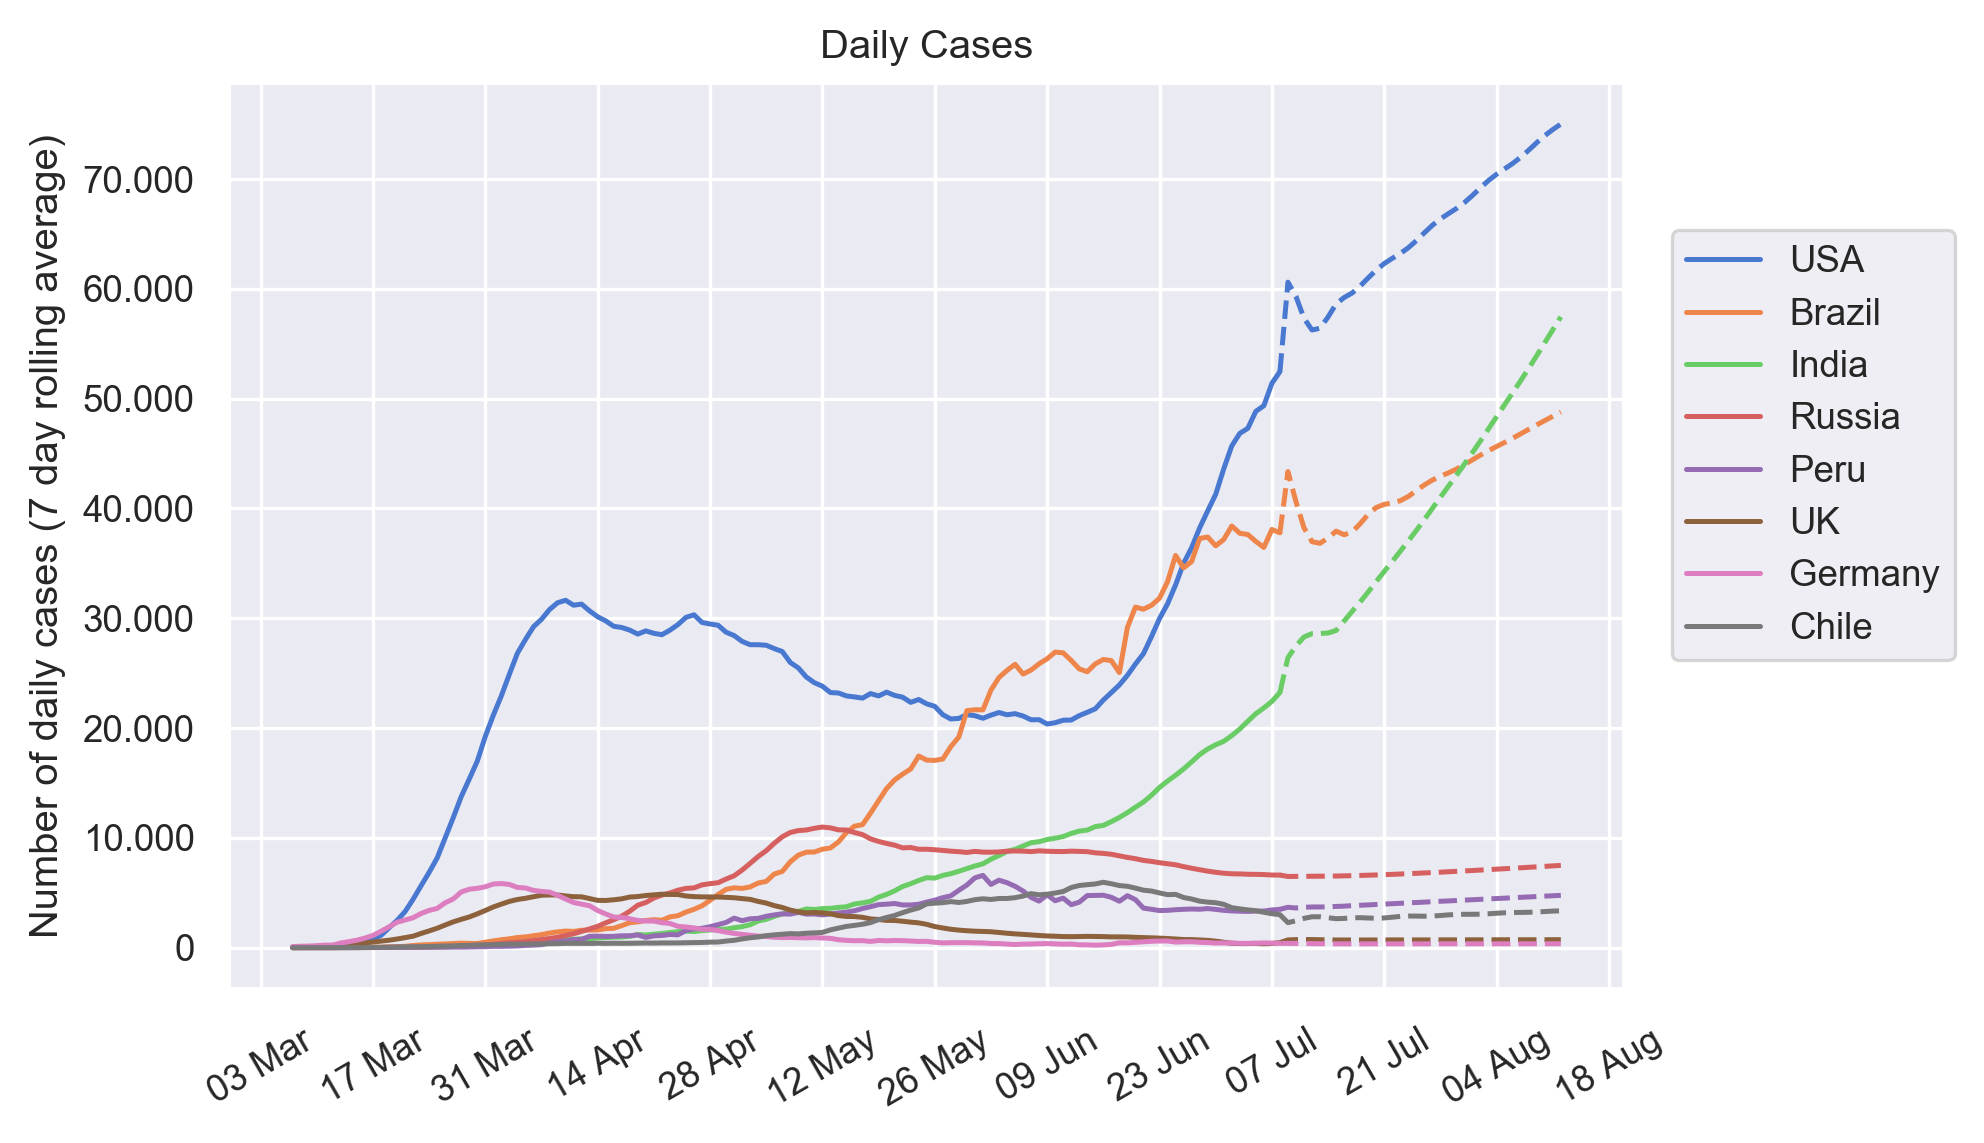 Daily Cases
Number of daily cases (7 day rolling average)
70.000
60.000
50.000
40.000
30.000
20.000
10.000
0
03 Mar
17 Mar
31 Mar
14 Apr
28 Apr
12 May
26 May
09 Jun
23 Jun
07 Jul
21 Jul
04 Aug
18 Aug
USA
Brazil
India
Russia
Peru
UK
Germany
Chile